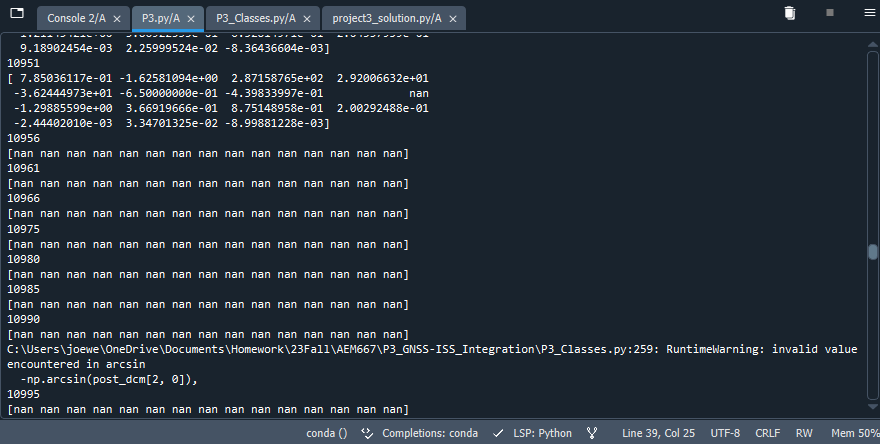 Console 2/A P3.py/A P3_Classes.py/A project3_solution.py/A
9.18902454e-03 2.25999524e-02 -8.36436604e-03]
10951
[ 7.85036117e-01 -1.62581094e+00 2.87158765e+02 2.92006632e+01
-3.62444973e+01 -6.50000000e-01 -4.39833997e-01 nan
-1.29885599e+00 3.66919666e-01 8.75148958e-01 2.00292488e-01
-2.44402010e-03 3.34701325e-02 -8.99881228e-03]
10956
[nan nan nan nan nan nan nan nan nan nan nan nan nan nan nan]
10961
[nan nan nan nan nan nan nan nan nan nan nan nan nan nan nan]
10966
[nan nan nan nan nan nan nan nan nan nan nan nan nan nan nan]
10975
[nan nan nan nan nan nan nan nan nan nan nan nan nan nan nan]
10980
[nan nan nan nan nan nan nan nan nan nan nan nan nan nan nan]
10985
[nan nan nan nan nan nan nan nan nan nan nan nan nan nan nan]
10990
[nan nan nan nan nan nan nan nan nan nan nan nan nan nan nan]
C:\Users\joewe\OneDrive\Documents\Homework\23Fall\AEM667\P3_GNSS-ISS_Integration\P3_Classes.py:259: RuntimeWarning: invalid value
encountered in arcsin
-np.arcsin(post_dcm[2, 0]),
10995
[nan nan nan nan nan nan nan nan nan nan nan nan nan nan nan]
conda () Completions: conda LSP: Python Line 39, Col 25 UTF-8 CRLF RW Mem 50%